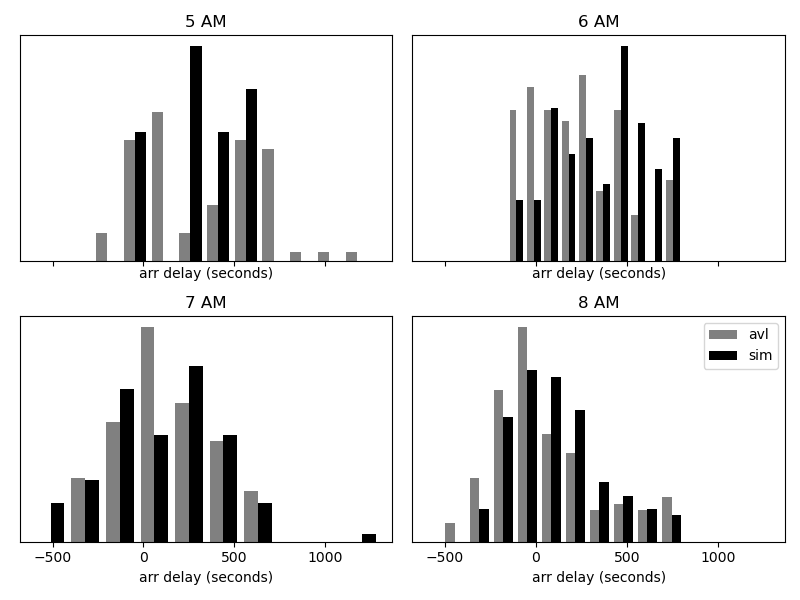 5 AM
6 AM
arr delay (seconds)
arr delay (seconds)
7 AM
8 AM
avl
sim
−500
0
500
1000
−500
0
500
1000
arr delay (seconds)
arr delay (seconds)